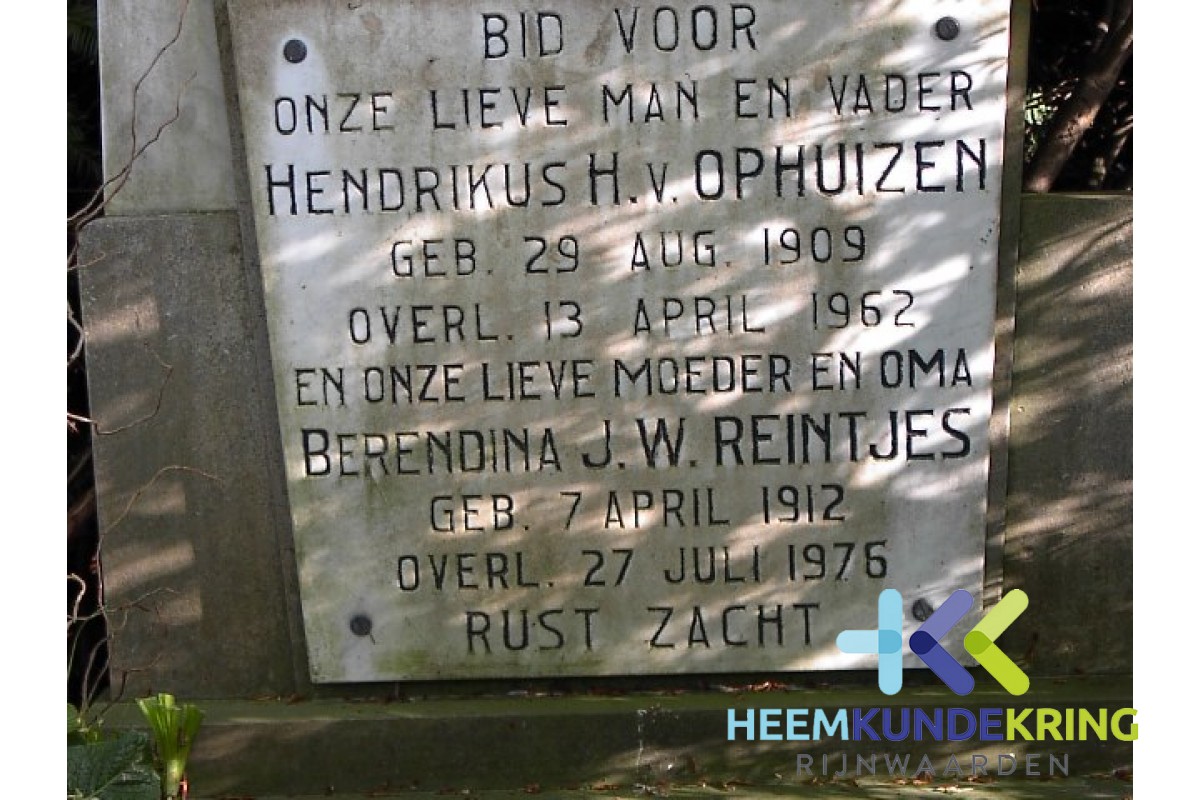 BID VOOR
ONZE LIEVE MAN EN VADER
HENDRIKUS H.V. OPHUIZEN
GEB. 29 AUG. 1909
OVERL. 13 APRIL 1962
EN ONZE LIEVE MOEDER EN OMA
BERENDINA J.W. REINTJES
GEB. 7 APRIL 1912
OVERL. 27 JULI 1976
RUST ZACHT
HEEMKUNDEKRING
RIJNWAARDEN